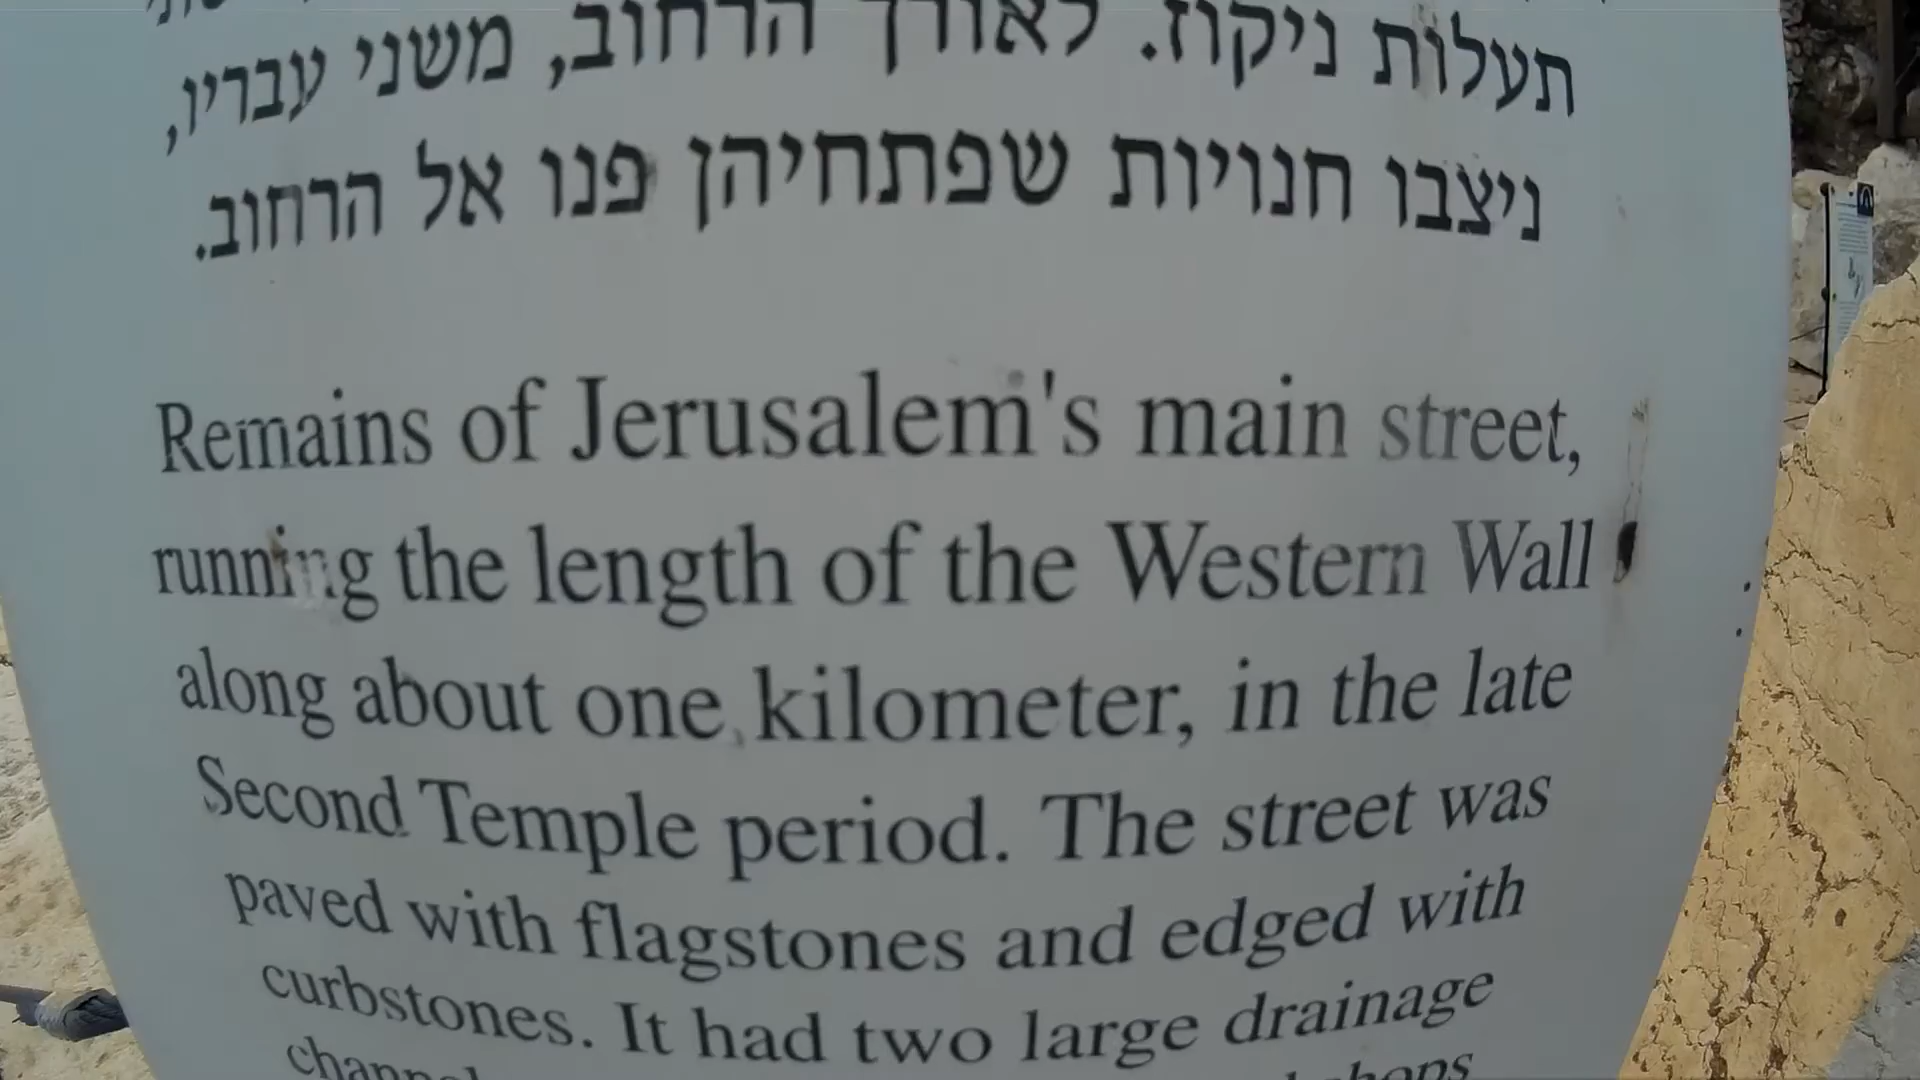 תעלות ניקוז. לאורך הרחוב, משני עבריו,
ניצבו חנויות שפתחיהן פנו אל הרחוב.
Remains of Jerusalem's main street,
running the length of the Western Wall
along about one kilometer, in the late
Second Temple period. The street was
paved with flagstones and edged with
curbstones. It had two large drainage